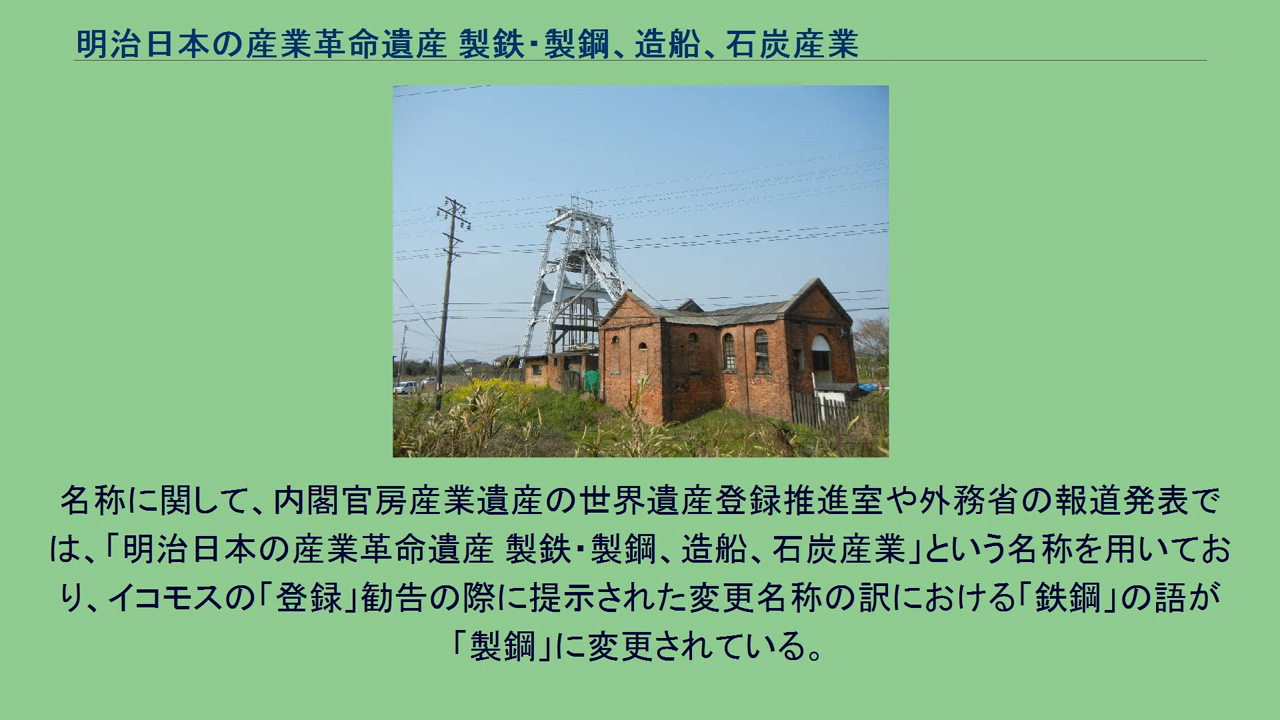 明治日本の産業革命遺産 製鉄・製鋼、造船、石炭産業
名称に関して、内閣官房産業遺産の世界遺産登録推進室や外務省の報道発表で
は、「明治日本の産業革命遺産 製鉄・製鋼、造船、石炭産業」という名称を用いてお
り、イコモスの「登録」勧告の際に提示された変更名称の訳における「鉄鋼」の語が
「製鋼」に変更されている。